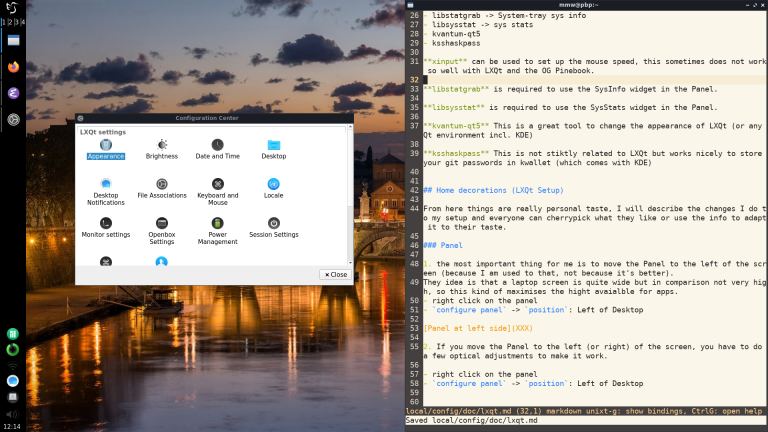 1 2 3 4
12:14
Configuration Center
LXQt settings
Appearance
Brightness
Date and Time
Desktop
Desktop
Notifications
File Associations
Keyboard and
Mouse
Locale
Monitor settings
Openbox
Settings
Power
Management
Session Settings
Close
mmw@pbp:~
26 - libstatgrab -> System-tray sys info
27 - libsysstat -> sys stats
28 - kvantum-qt5
29 - ksshaskpass
30
31 **xinput** can be used to set up the mouse speed, this sometimes does not work
so well with LXQt and the OG Pinebook.
32
33 **libstatgrab** is required to use the SysInfo widget in the Panel.
34
35 **libsysstat** is required to use the SysStats widget in the Panel.
36
37 **kvantum-qt5** This is a great tool to change the appearance of LXQt (or any
Qt environment incl. KDE)
38
39 **ksshaskpass** This is not stiktly related to LXQt but works nicely to store
your git passwords in kwallet (which comes with KDE)
40
41
42 ## Home decorations (LXQt Setup)
43
44 From here things are really personal taste, I will describe the changes I do t
o my setup and everyone can cherrypick what they like or use the info to adapt
it to their taste.
45
46 ### Panel
47
48 1. the most important thing for me is to move the Panel to the left of the scr
een (because I am used to that, not because it's better).
49 They idea is that a laptop screen is quite wide but in comparison not very hig
h, so this kind of maximises the hight avaialble for apps.
50 - right click on the panel
51 - `configure panel` -> `position`: Left of Desktop
52
53 [Panel at left side](XXX)
54
55 2. If you move the Panel to the left (or right) of the screen, you have to do
a few optical adjustments to make it work.
56
57 - right click on the panel
58 - `configure panel` -> `position`: Left of Desktop
59
60
local/config/doc/lxqt.md (32,1) markdown unixt-g: show bindings, CtrlG: open help
Saved local/config/doc/lxqt.md